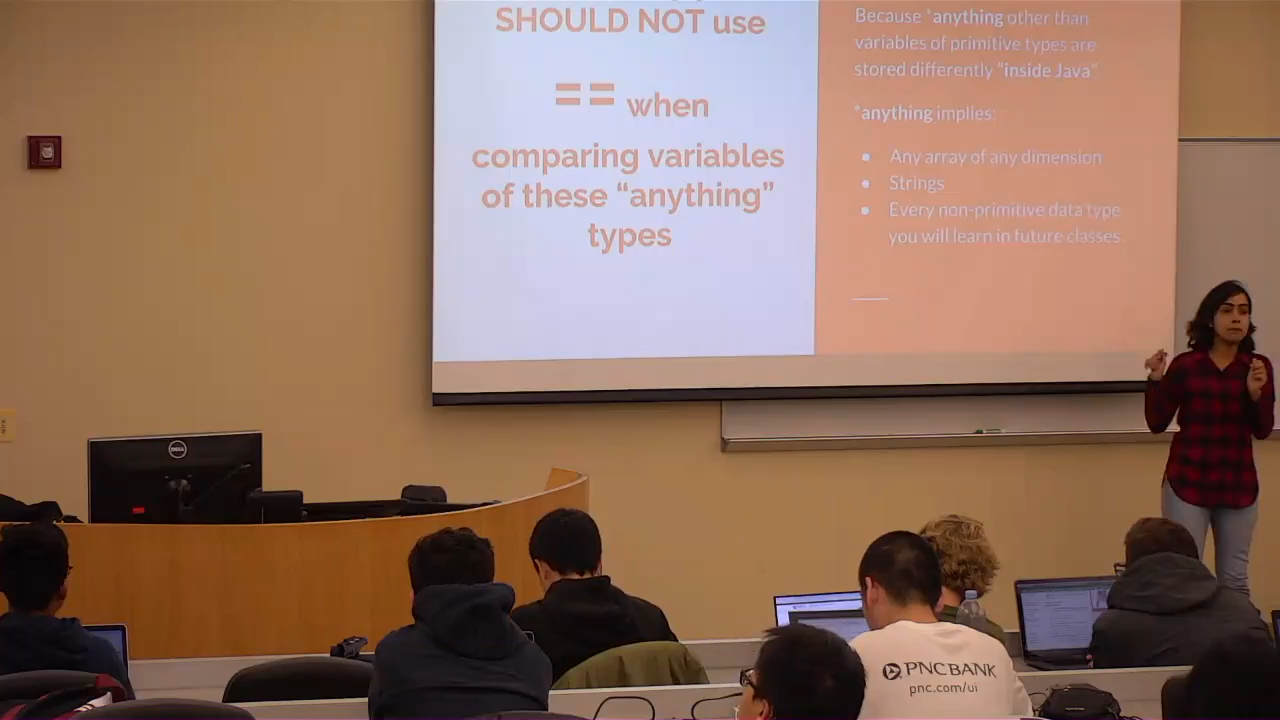 SHOULD NOT use
== when
comparing variables
of these “anything”
types
Because *anything other than
variables of primitive types are
stored differently “inside Java”.
*anything implies:
● Any array of any dimension
● Strings
● Every non-primitive data type
you will learn in future classes.
DELL
PNCBANK
pnc.com/ui